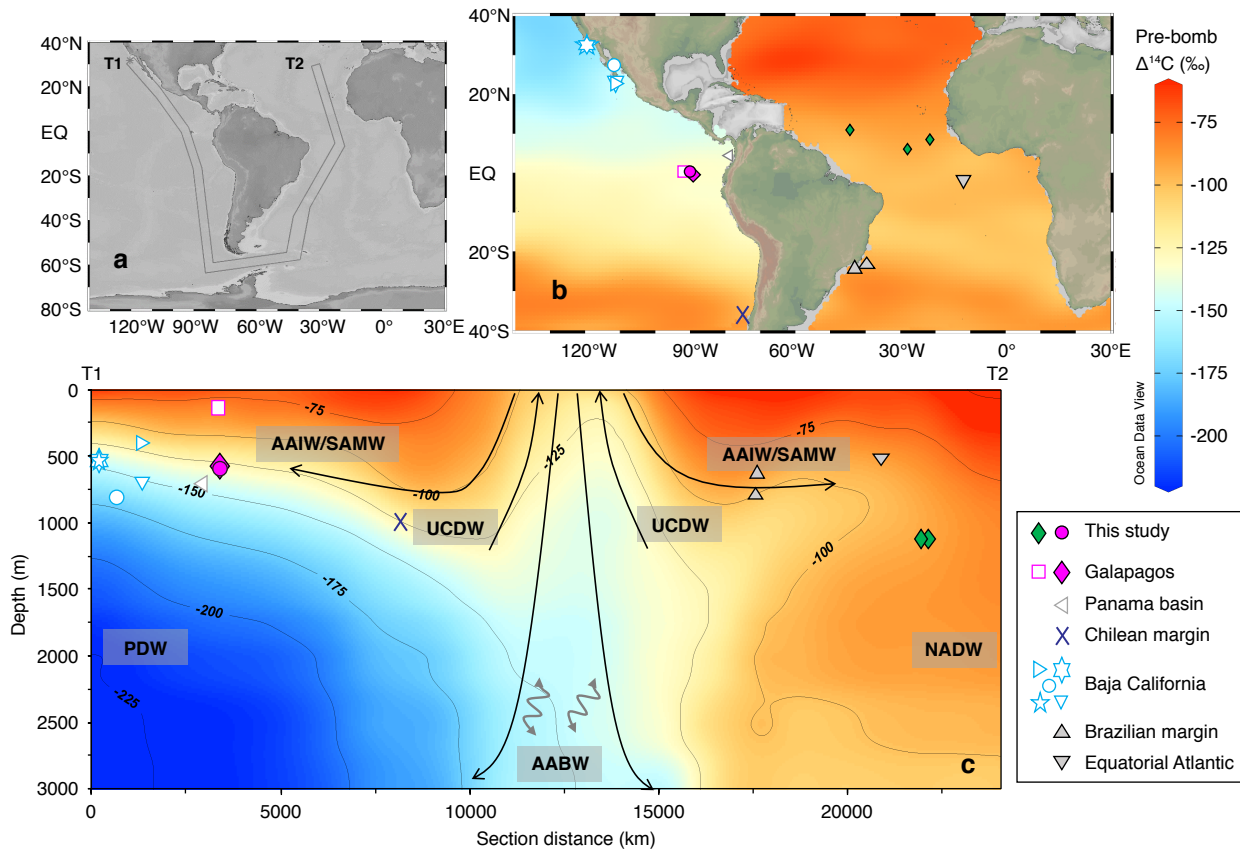 40°N
20°N
EQ
20°S
40°S
60°S
80°S
T1
T2
a
120°W
90°W
60°W
30°W
0°
30°E
40°N
20°N
EQ
20°S
40°S
b
120°W
90°W
60°W
30°W
0°
30°E
Pre-bomb
Δ¹⁴C (‰)
-75
-100
-125
-150
-175
-200
Ocean Data View
T1
T2
0
500
1000
1500
2000
2500
3000
Depth (m)
-75
-75
AAIW/SAMW
AAIW/SAMW
-125
-150
-100
-100
UCDW
UCDW
-175
-200
PDW
NADW
-225
AABW
c
0
5000
10000
15000
20000
Section distance (km)
This study
Galapagos
Panama basin
Chilean margin
Baja California
Brazilian margin
Equatorial Atlantic